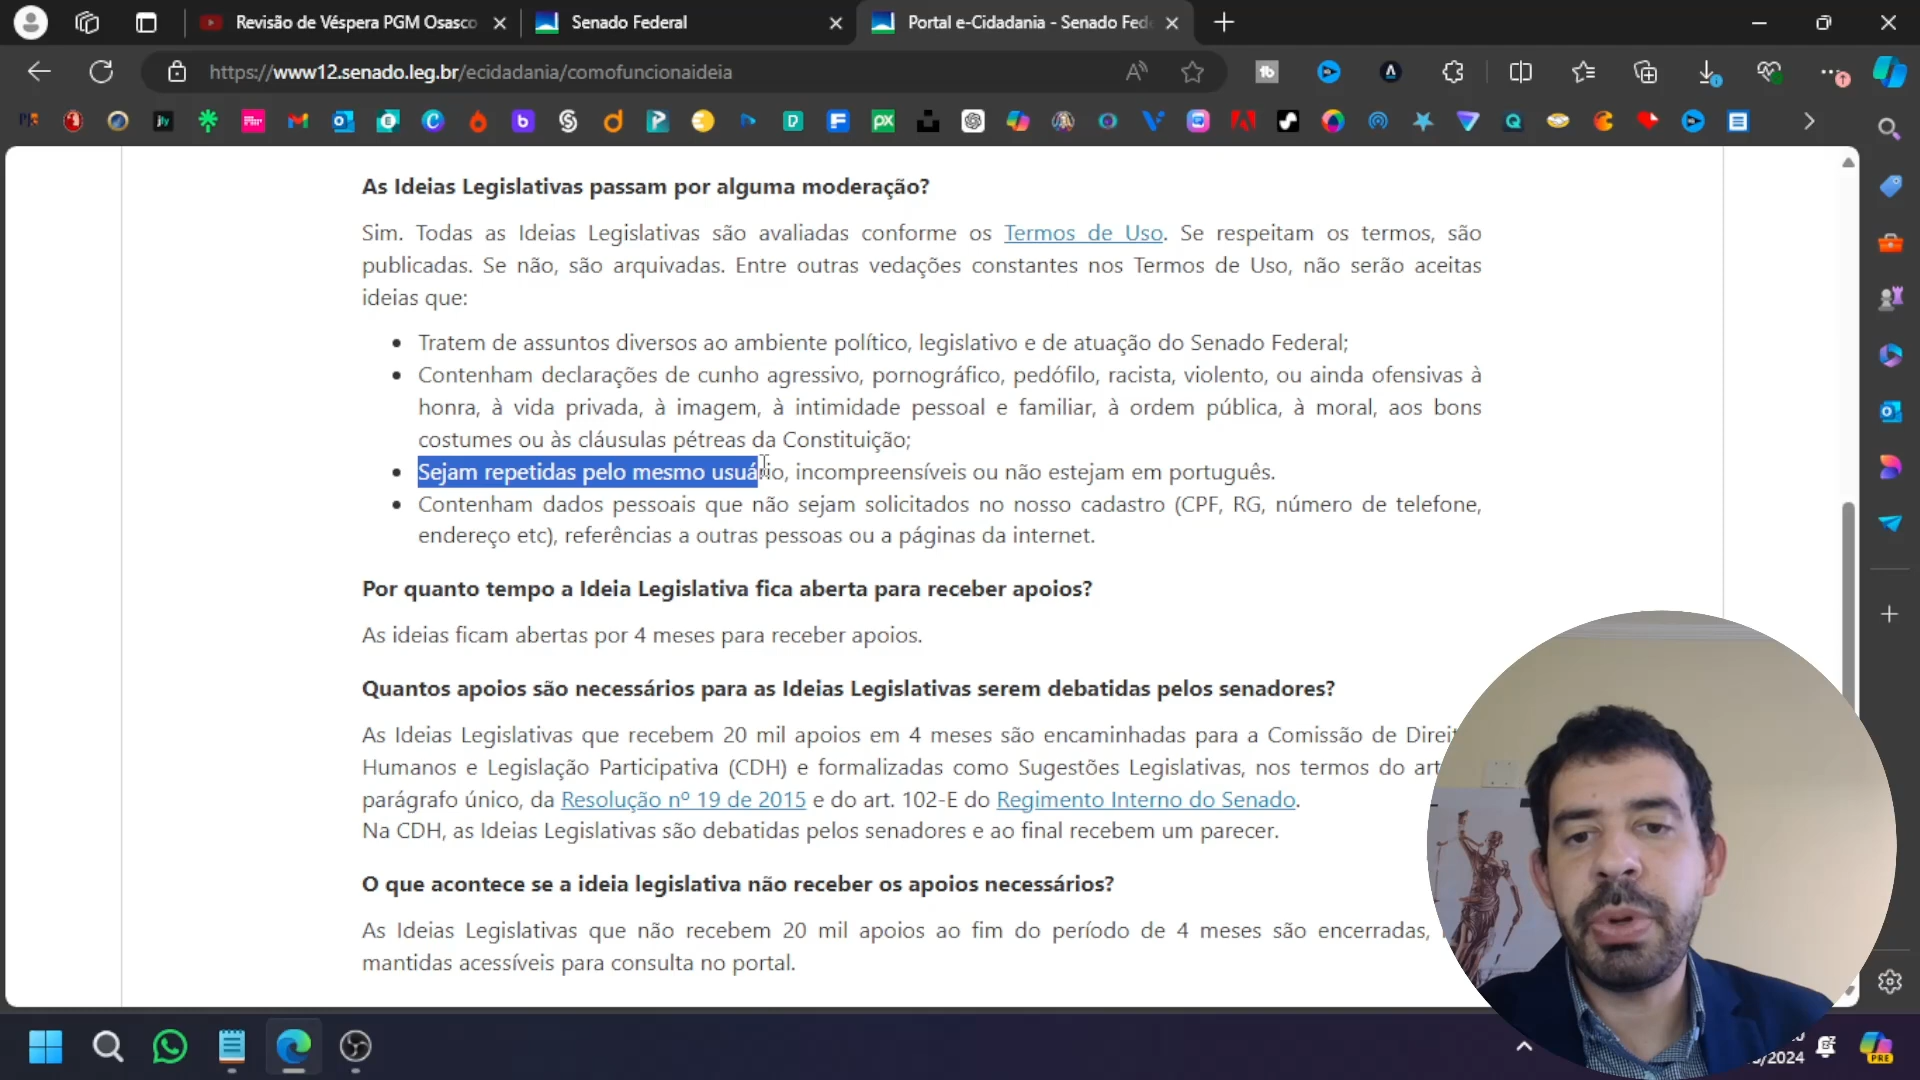 Revisão de Véspera PGM Osasco
Senado Federal
Portal e-Cidadania - Senado Fede
https://www12.senado.leg.br/ecidadania/comofuncionaideia
As Ideias Legislativas passam por alguma moderação?
Sim. Todas as Ideias Legislativas são avaliadas conforme os Termos de Uso. Se respeitam os termos, são
publicadas. Se não, são arquivadas. Entre outras vedações constantes nos Termos de Uso, não serão aceitas
ideias que:
• Tratem de assuntos diversos ao ambiente político, legislativo e de atuação do Senado Federal;
• Contenham declarações de cunho agressivo, pornográfico, pedófilo, racista, violento, ou ainda ofensivas à
honra, à vida privada, à imagem, à intimidade pessoal e familiar, à ordem pública, à moral, aos bons
costumes ou às cláusulas pétreas da Constituição;
• Sejam repetidas pelo mesmo usuário, incompreensíveis ou não estejam em português.
• Contenham dados pessoais que não sejam solicitados no nosso cadastro (CPF, RG, número de telefone,
endereço etc), referências a outras pessoas ou a páginas da internet.
Por quanto tempo a Ideia Legislativa fica aberta para receber apoios?
As ideias ficam abertas por 4 meses para receber apoios.
Quantos apoios são necessários para as Ideias Legislativas serem debatidas pelos senadores?
As Ideias Legislativas que recebem 20 mil apoios em 4 meses são encaminhadas para a Comissão de Direit
Humanos e Legislação Participativa (CDH) e formalizadas como Sugestões Legislativas, nos termos do art
parágrafo único, da Resolução nº 19 de 2015 e do art. 102-E do Regimento Interno do Senado.
Na CDH, as Ideias Legislativas são debatidas pelos senadores e ao final recebem um parecer.
O que acontece se a ideia legislativa não receber os apoios necessários?
As Ideias Legislativas que não recebem 20 mil apoios ao fim do período de 4 meses são encerradas,
mantidas acessíveis para consulta no portal.
/2024
PRE